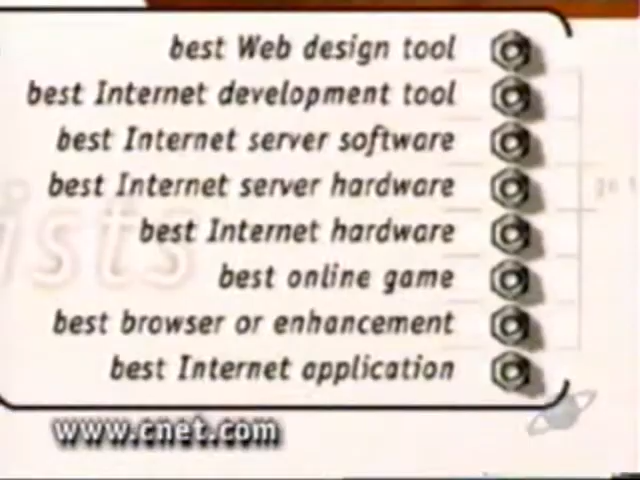 best Web design tool
best Internet development tool
best Internet server software
best Internet server hardware
best Internet hardware
best online game
best browser or enhancement
best Internet application
ists
www.cnet.com